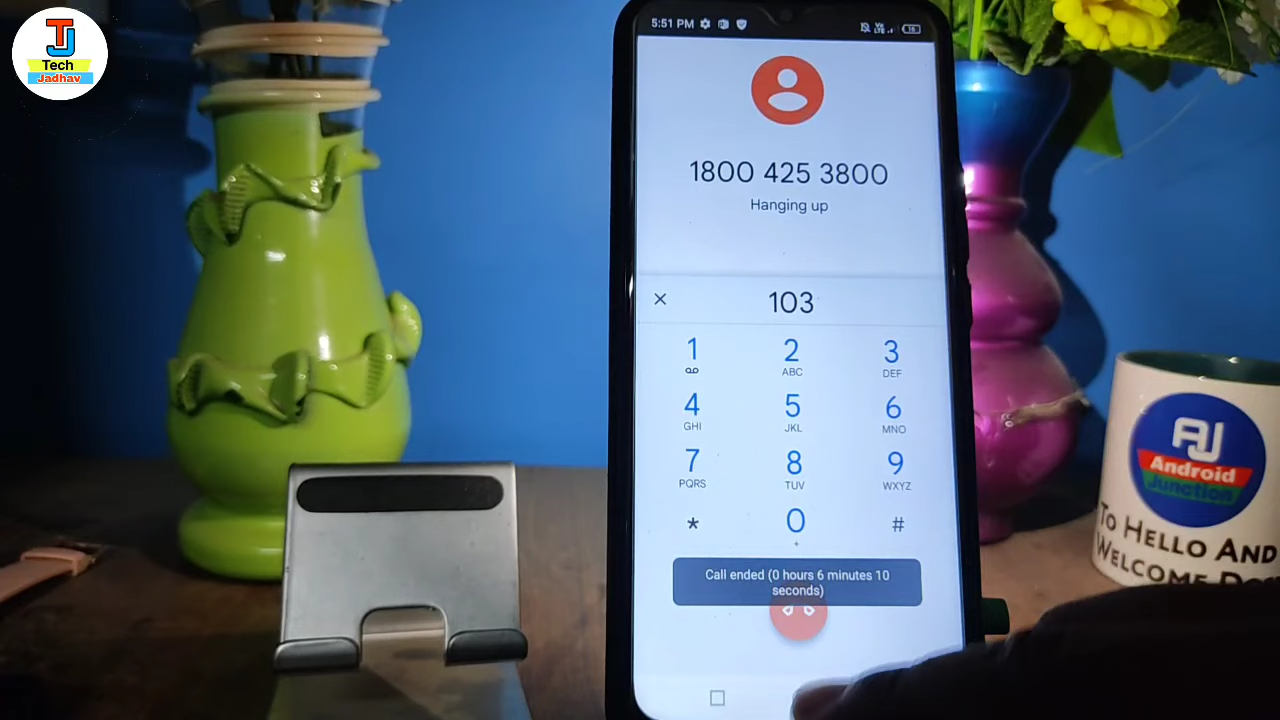 TJ
Tech
Jadhav
5:51 PM
16
1800 425 3800
Hanging up
103
1 2 3
ABC DEF
4 5 6
GHI JKL MNO
7 8 9
PQRS TUV WXYZ
* 0 #
+
Call ended (0 hours 6 minutes 10
seconds)
AJ
Android
Junction
To HELLO AND
WELCOME